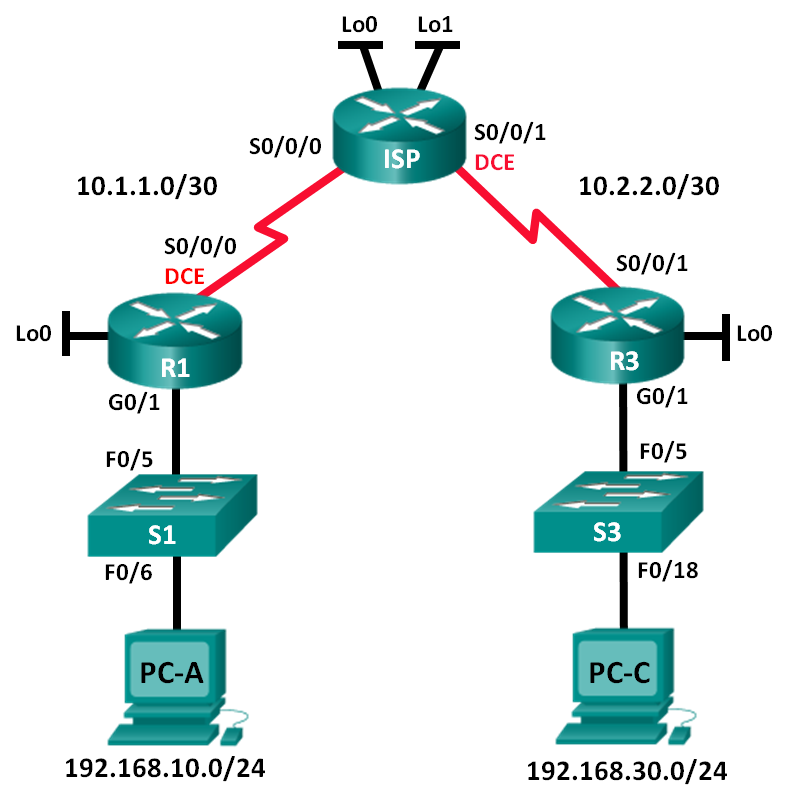 Lo0 Lo1
S0/0/0
S0/0/1
DCE
ISP
10.1.1.0/30
10.2.2.0/30
S0/0/0
DCE
S0/0/1
Lo0
R1
R3
Lo0
G0/1
G0/1
F0/5
F0/5
S1
S3
F0/6
F0/18
PC-A
PC-C
192.168.10.0/24
192.168.30.0/24